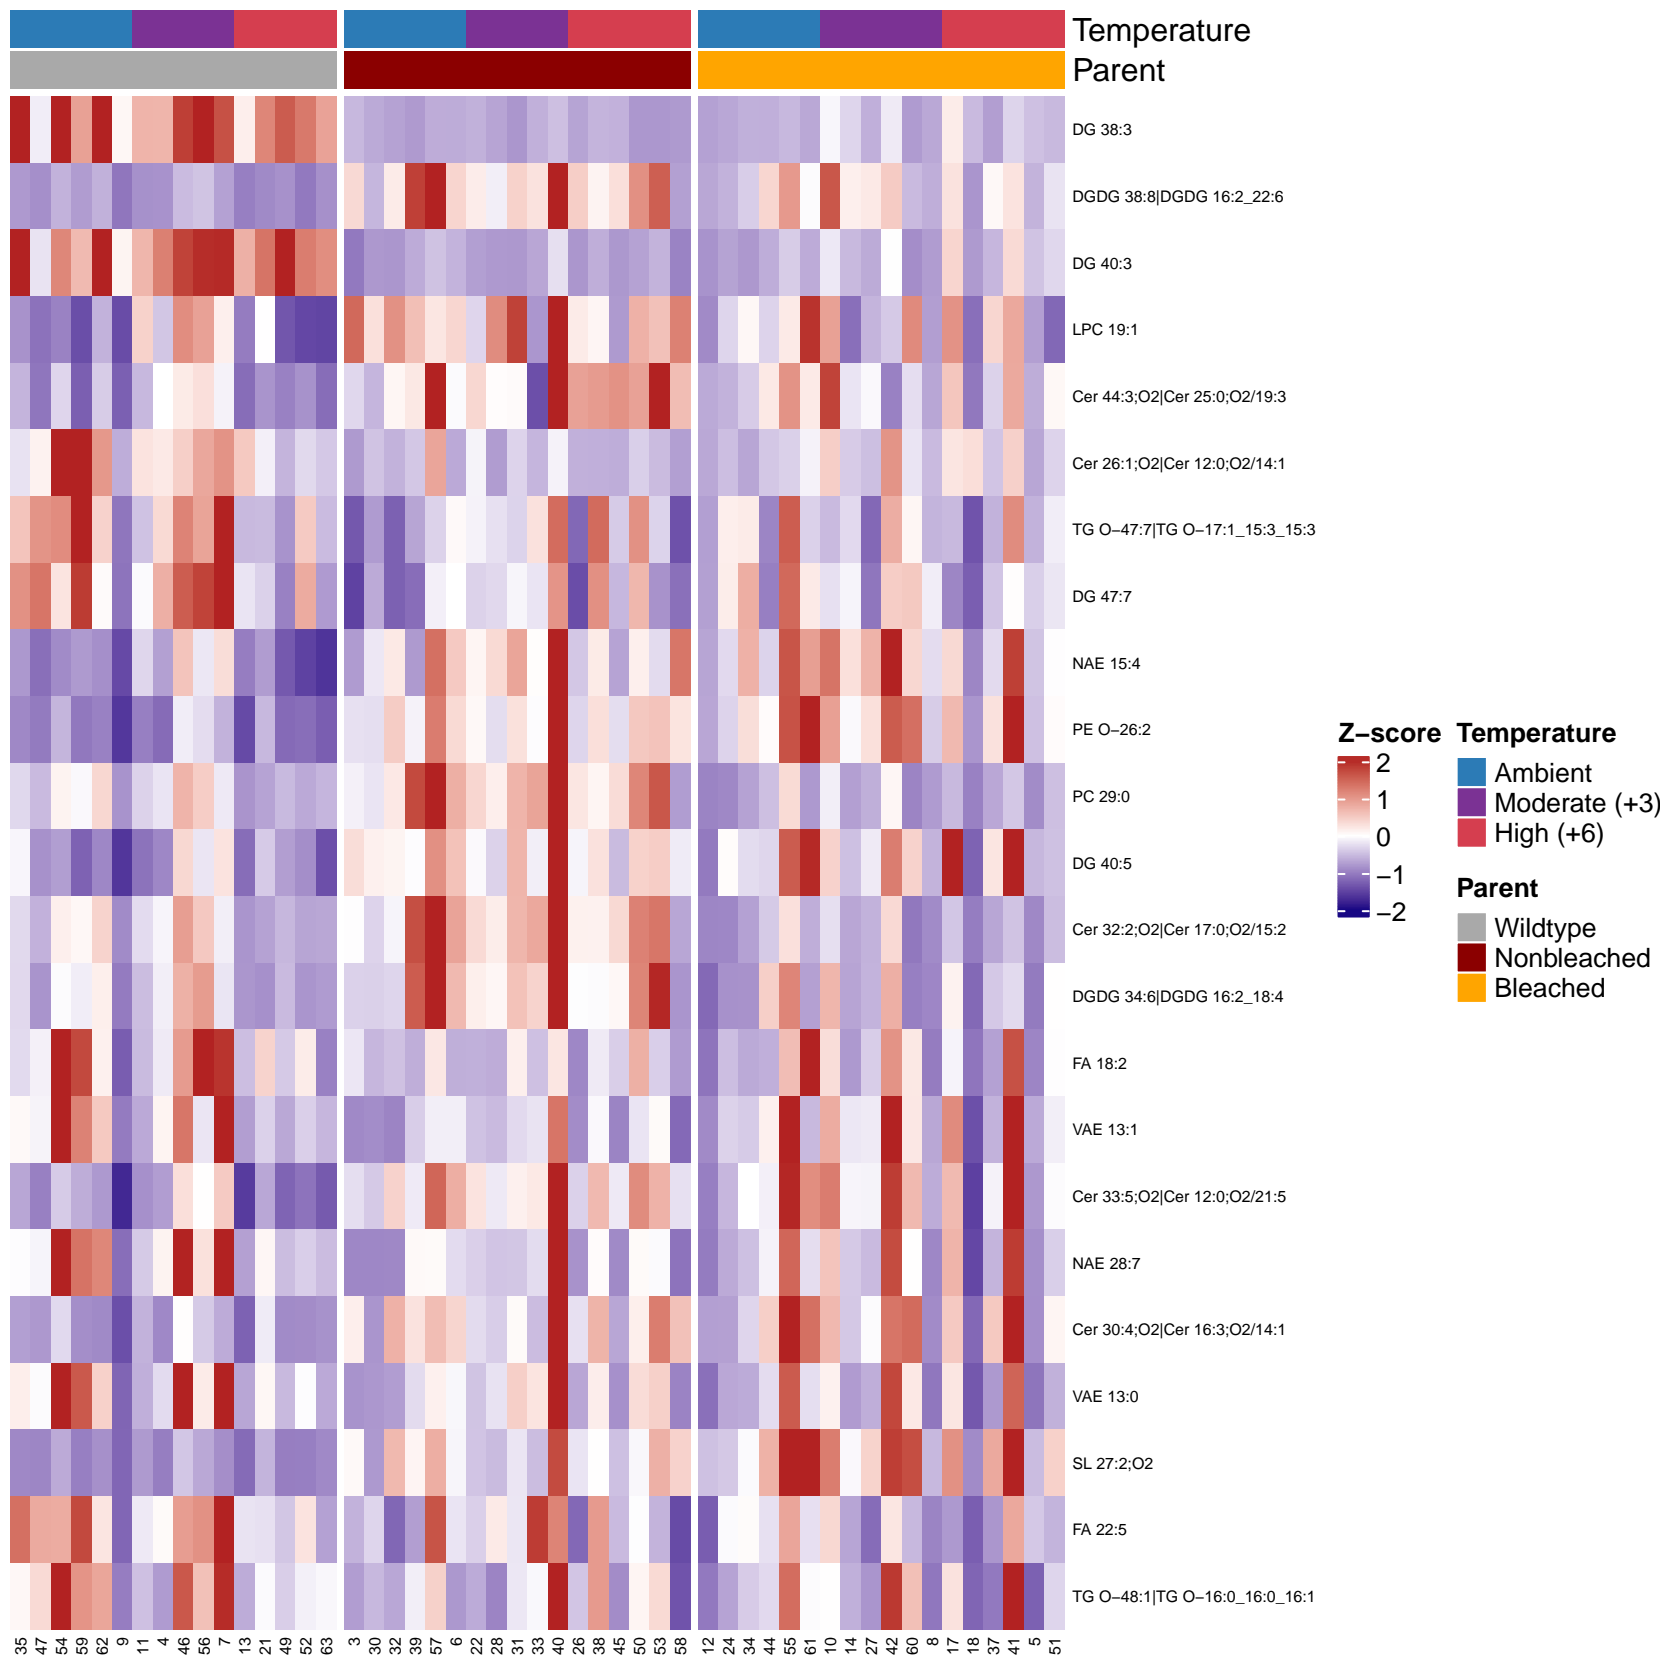 Temperature
Parent
DG 38:3
DGDG 38:8|DGDG 16:2_22:6
DG 40:3
LPC 19:1
Cer 44:3;O2|Cer 25:0;O2/19:3
Cer 26:1;O2|Cer 12:0;O2/14:1
TG O−47:7|TG O−17:1_15:3_15:3
DG 47:7
NAE 15:4
PE O−26:2
PC 29:0
DG 40:5
Cer 32:2;O2|Cer 17:0;O2/15:2
DGDG 34:6|DGDG 16:2_18:4
FA 18:2
VAE 13:1
Cer 33:5;O2|Cer 12:0;O2/21:5
NAE 28:7
Cer 30:4;O2|Cer 16:3;O2/14:1
VAE 13:0
SL 27:2;O2
FA 22:5
TG O−48:1|TG O−16:0_16:0_16:1
35 47 54 59 62 9 11 4 46 56 7 13 21 49 52 63 3 30 32 39 57 6 22 28 31 33 40 26 38 45 50 53 58 12 24 34 44 55 61 10 14 27 42 60 8 17 18 37 41 5 51
Z−score
2
1
0
−1
−2
Temperature
Ambient
Moderate (+3)
High (+6)
Parent
Wildtype
Nonbleached
Bleached